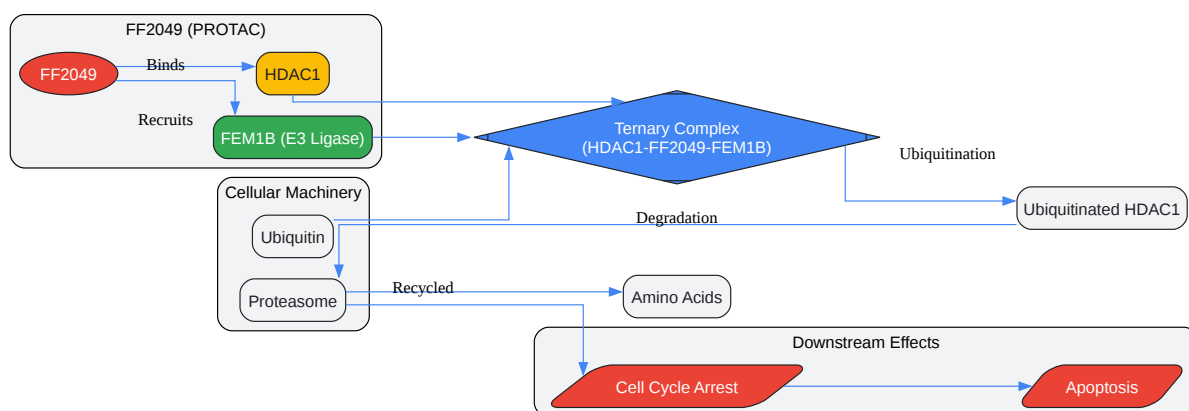 FF2049 (PROTAC)
FF2049
Binds
HDAC1
Recruits
FEM1B (E3 Ligase)
Ternary Complex
(HDAC1-FF2049-FEM1B)
Ubiquitination
Ubiquitinated HDAC1
Cellular Machinery
Ubiquitin
Degradation
Proteasome
Recycled
Amino Acids
Downstream Effects
Cell Cycle Arrest
Apoptosis